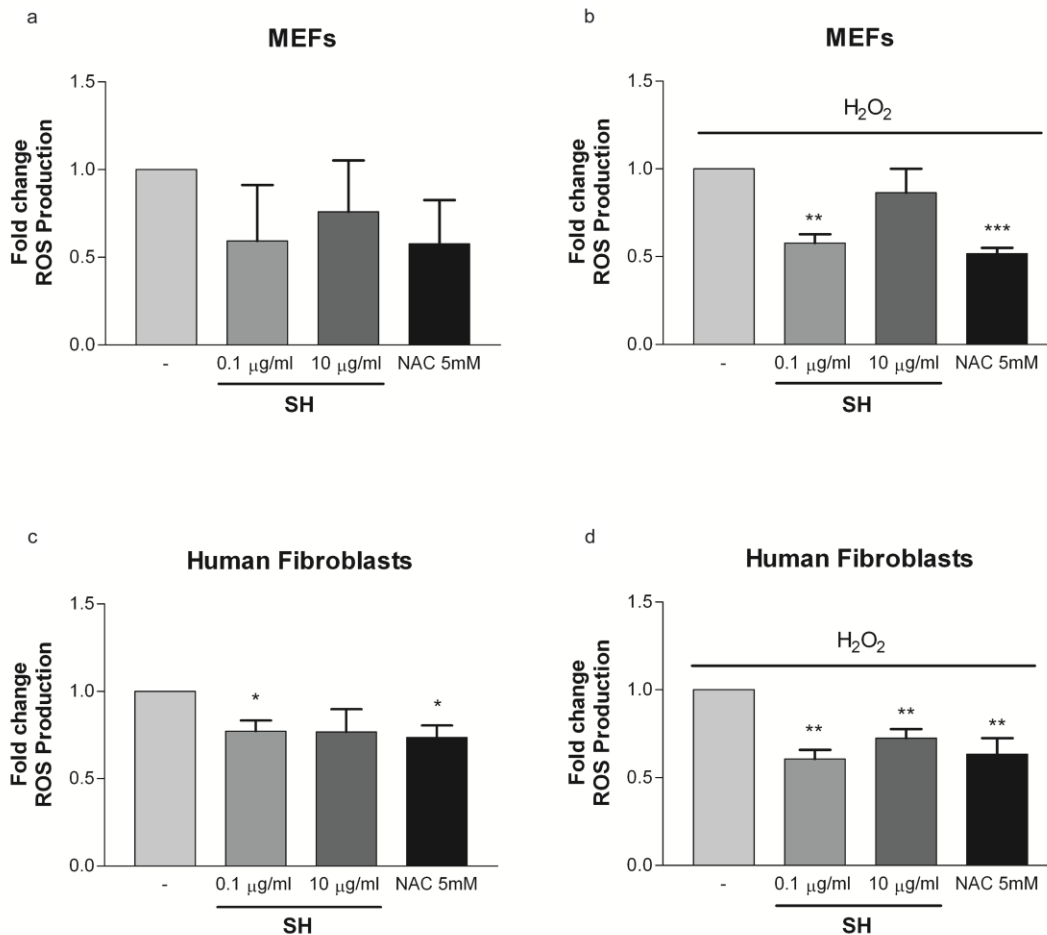 a
MEFs
Fold change
ROS Production
1.5
1.0
0.5
0.0
-
0.1 μg/ml
10 μg/ml
NAC 5mM
SH
b
MEFs
Fold change
ROS Production
1.5
1.0
0.5
0.0
H₂O₂
**
***
-
0.1 μg/ml
10 μg/ml
NAC 5mM
SH
c
Human Fibroblasts
Fold change
ROS Production
1.5
1.0
0.5
0.0
*
*
-
0.1 μg/ml
10 μg/ml
NAC 5mM
SH
d
Human Fibroblasts
Fold change
ROS Production
1.5
1.0
0.5
0.0
H₂O₂
**
**
**
-
0.1 μg/ml
10 μg/ml
NAC 5mM
SH